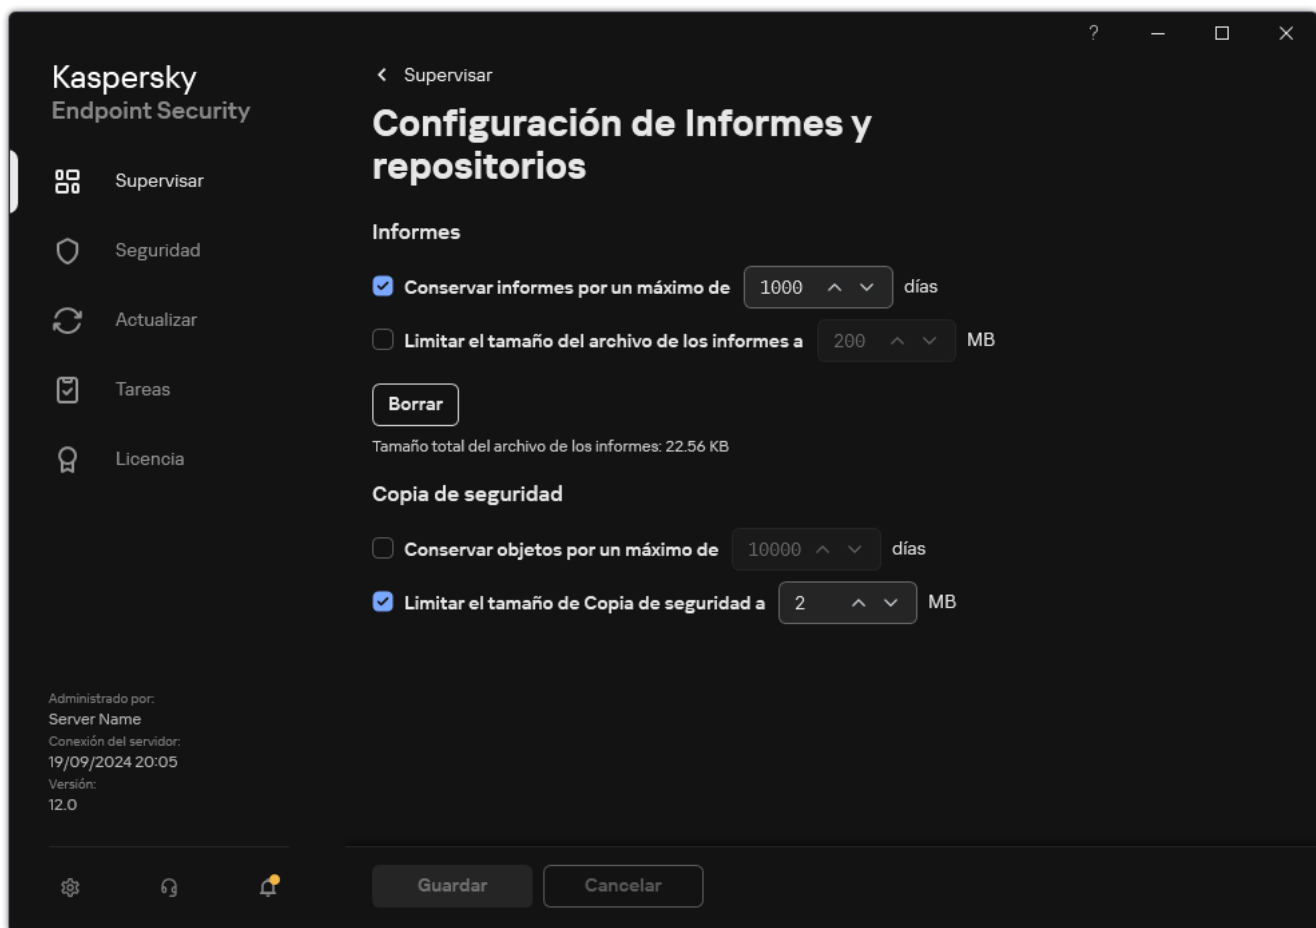 ?
Kaspersky
Endpoint Security
Supervisar
Seguridad
Actualizar
Tareas
Licencia
Administrado por:
Server Name
Conexión del servidor:
19/09/2024 20:05
Versión:
12.0
Supervisar
Configuración de Informes y
repositorios
Informes
Conservar informes por un máximo de 1000 días
Limitar el tamaño del archivo de los informes a 200 MB
Borrar
Tamaño total del archivo de los informes: 22.56 KB
Copia de seguridad
Conservar objetos por un máximo de 10000 días
Limitar el tamaño de Copia de seguridad a 2 MB
Guardar Cancelar